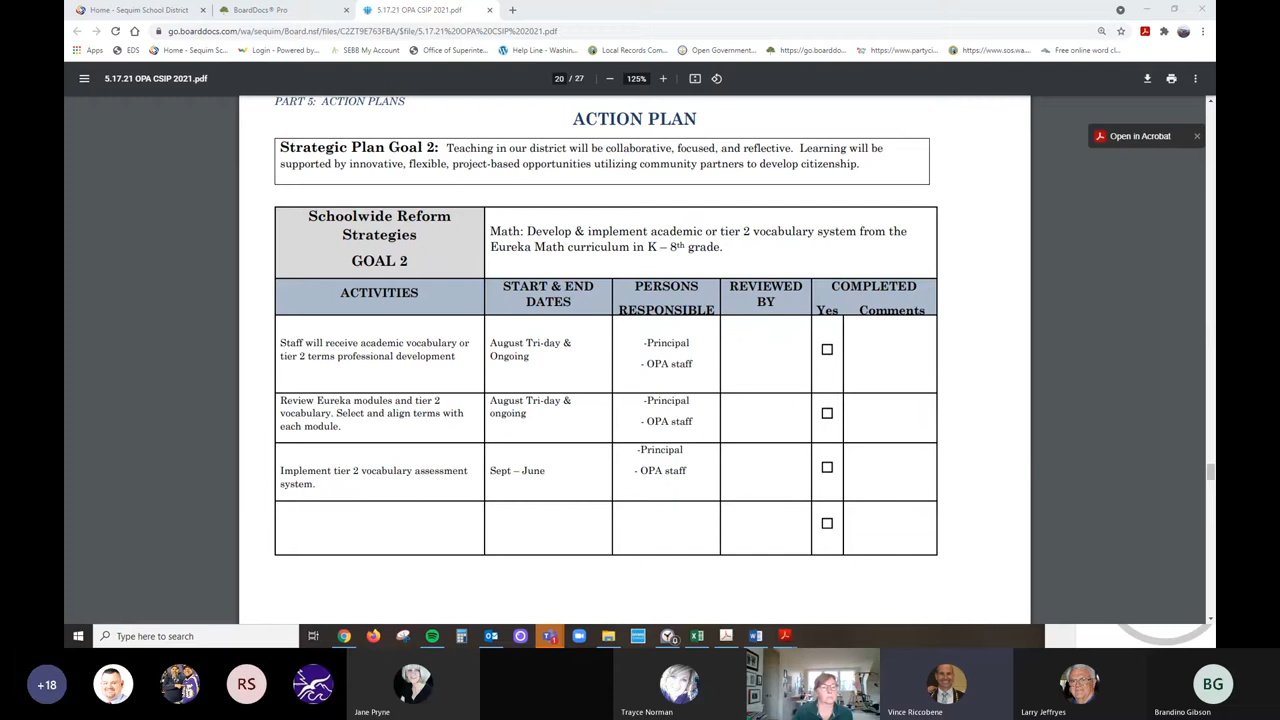 Home - Sequim School District
BoardDocs® Pro
5.17.21 OPA CSIP 2021.pdf
go.boarddocs.com/wa/sequim/Board.nsf/files/C2ZT9E763FBA/$file/5.17.21%20OPA%20CSIP%202021.pdf
Apps
EDS
Home - Sequim Sc...
Login - Powered by...
SEBB My Account
Office of Superinte...
Help Line - Washin...
Local Records Com...
Open Government...
https://go.boarddo...
https://www.partyci...
https://www.sos.wa...
Free online word cl...
5.17.21 OPA CSIP 2021.pdf
20 / 27
125%
Open in Acrobat
PART 5: ACTION PLANS
ACTION PLAN
Strategic Plan Goal 2: Teaching in our district will be collaborative, focused, and reflective. Learning will
be supported by innovative, flexible, project-based opportunities utilizing community partners to develop citizenship.
Schoolwide Reform
Strategies
GOAL 2
Math: Develop & implement academic or tier 2 vocabulary system from the
Eureka Math curriculum in K – 8th grade.
ACTIVITIES
START & END
DATES
PERSONS
RESPONSIBLE
REVIEWED
BY
COMPLETED
Yes Comments
Staff will receive academic vocabulary or
tier 2 terms professional development
August Tri-day &
Ongoing
-Principal
- OPA staff
Review Eureka modules and tier 2
vocabulary. Select and align terms with
each module.
August Tri-day &
ongoing
-Principal
- OPA staff
Implement tier 2 vocabulary assessment
system.
Sept – June
-Principal
- OPA staff
Type here to search
+18
RS
Jane Pryne
Trayce Norman
Vince Riccobene
Larry Jeffryes
BG
Brandino Gibson